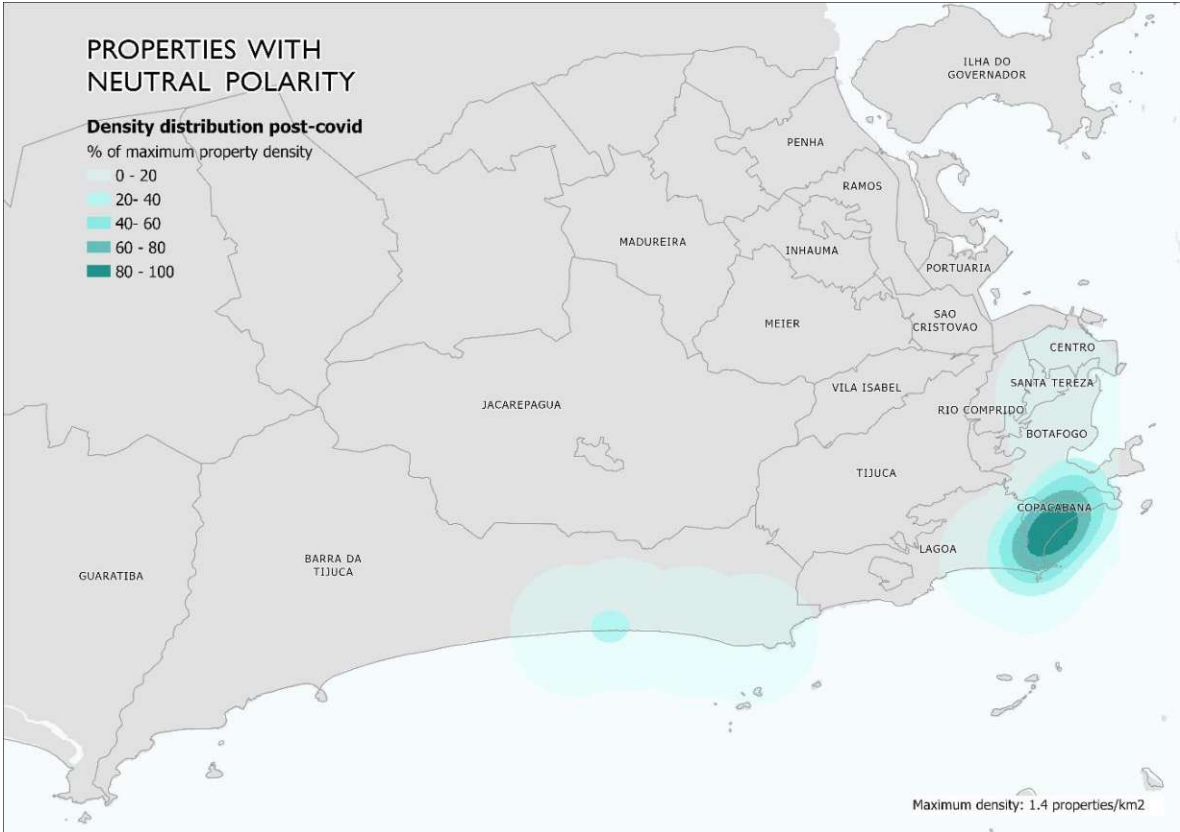 PROPERTIES WITH
NEUTRAL POLARITY
Density distribution post-covid
% of maximum property density
0 - 20
20- 40
40- 60
60 - 80
80 - 100
ILHA DO
GOVERNADOR
PENHA
RAMOS
MADUREIRA
INHAUMA
PORTUARIA
MEIER
SAO
CRISTOVAO
CENTRO
VILA ISABEL
SANTA TEREZA
JACAREPAGUA
RIO COMPRIDO
BOTAFOGO
TIJUCA
COPACABANA
LAGOA
BARRA DA
TIJUCA
GUARATIBA
Maximum density: 1.4 properties/km2